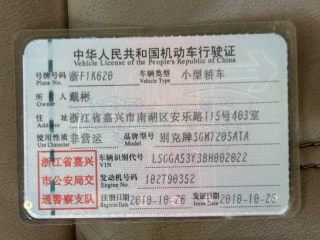 中华人民共和国机动车行驶证
Vehicle License of the People's Republic of China
号牌号码 浙F1K620 车辆类型 小型轿车
Plate No. Vehicle Type
所有人 戴彬
Owner
住址 浙江省嘉兴市南湖区安乐路115号403室
Address
使用性质 非营运 品牌型号 别克牌SGM7205ATA
Use Character Model
浙江省嘉兴
市公安局交
通警察支队
车辆识别代号 LSGGA53Y3BH002022
VIN
发动机号码 102790352
Engine No.
注册日期 2010-10-26 发证日期 2010-10-26
Register Date Issue Date